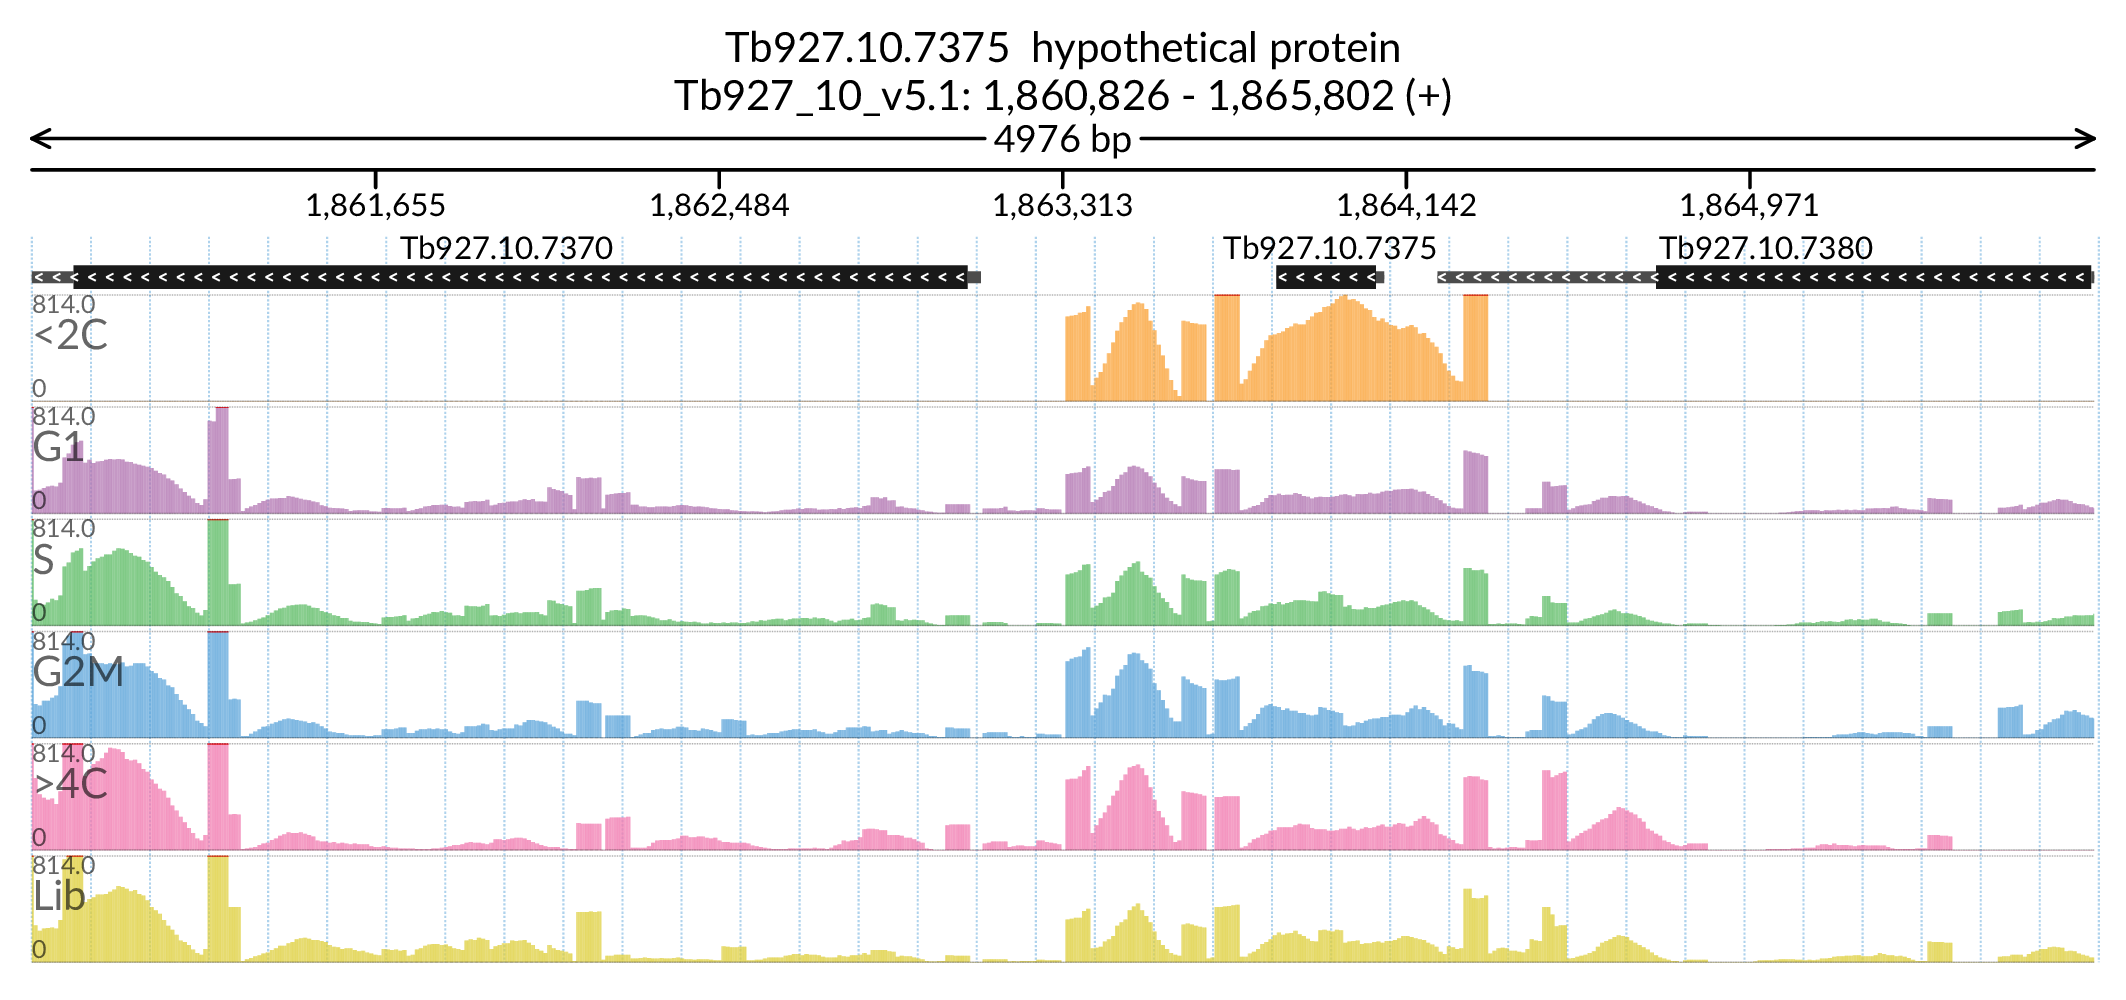 Tb927.10.7375  hypothetical protein
Tb927_10_v5.1: 1,860,826 - 1,865,802 (+)
4976 bp
1,861,655 1,862,484 1,863,313 1,864,142 1,864,971
Tb927.10.7370 Tb927.10.7375 Tb927.10.7380
814.0
<2C
0
814.0
G1
0
814.0
S
0
814.0
G2M
0
814.0
>4C
0
814.0
Lib
0